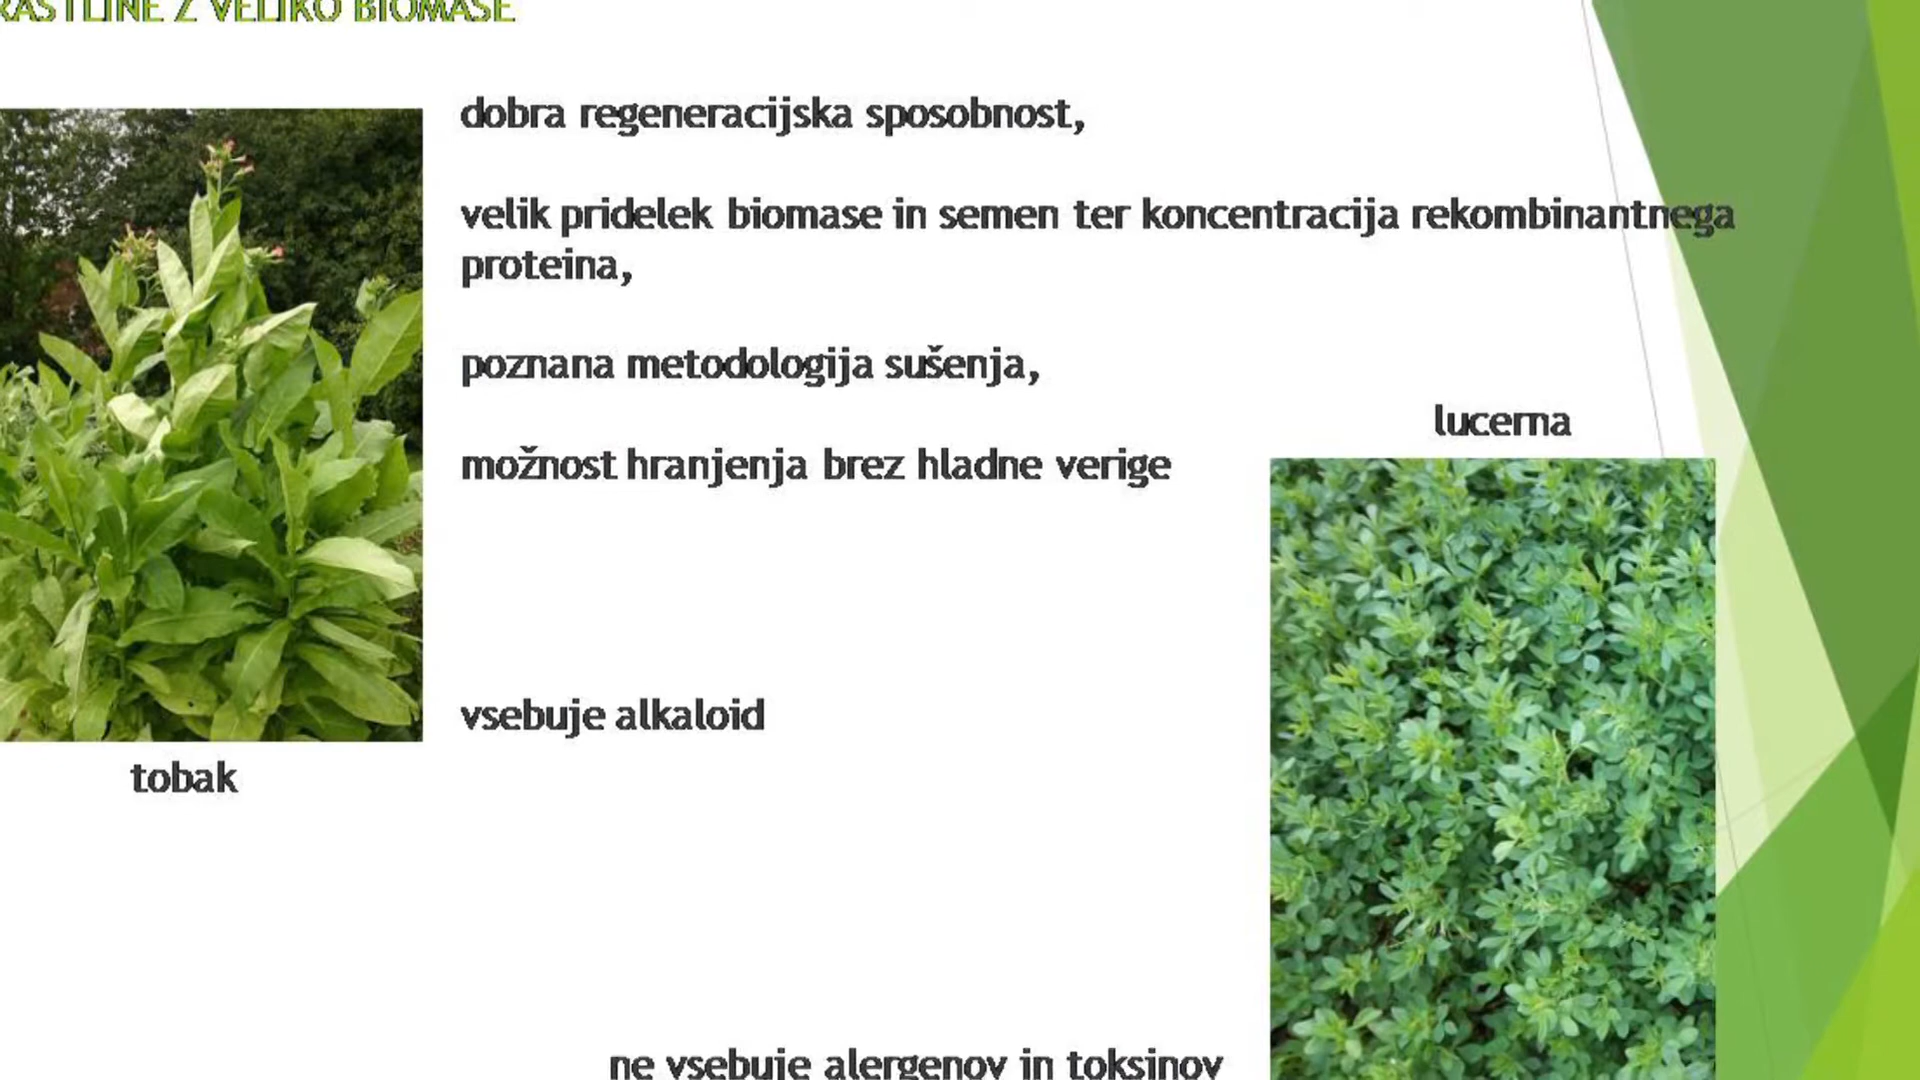 RASTLINE Z VELIKO BIOMASE
dobra regeneracijska sposobnost,
velik pridelek biomase in semen ter koncentracija rekombinantnega
proteina,
poznana metodologija sušenja,
možnost hranjenja brez hladne verige
lucerna
vsebuje alkaloid
tobak
ne vsebuje alergenov in toksinov